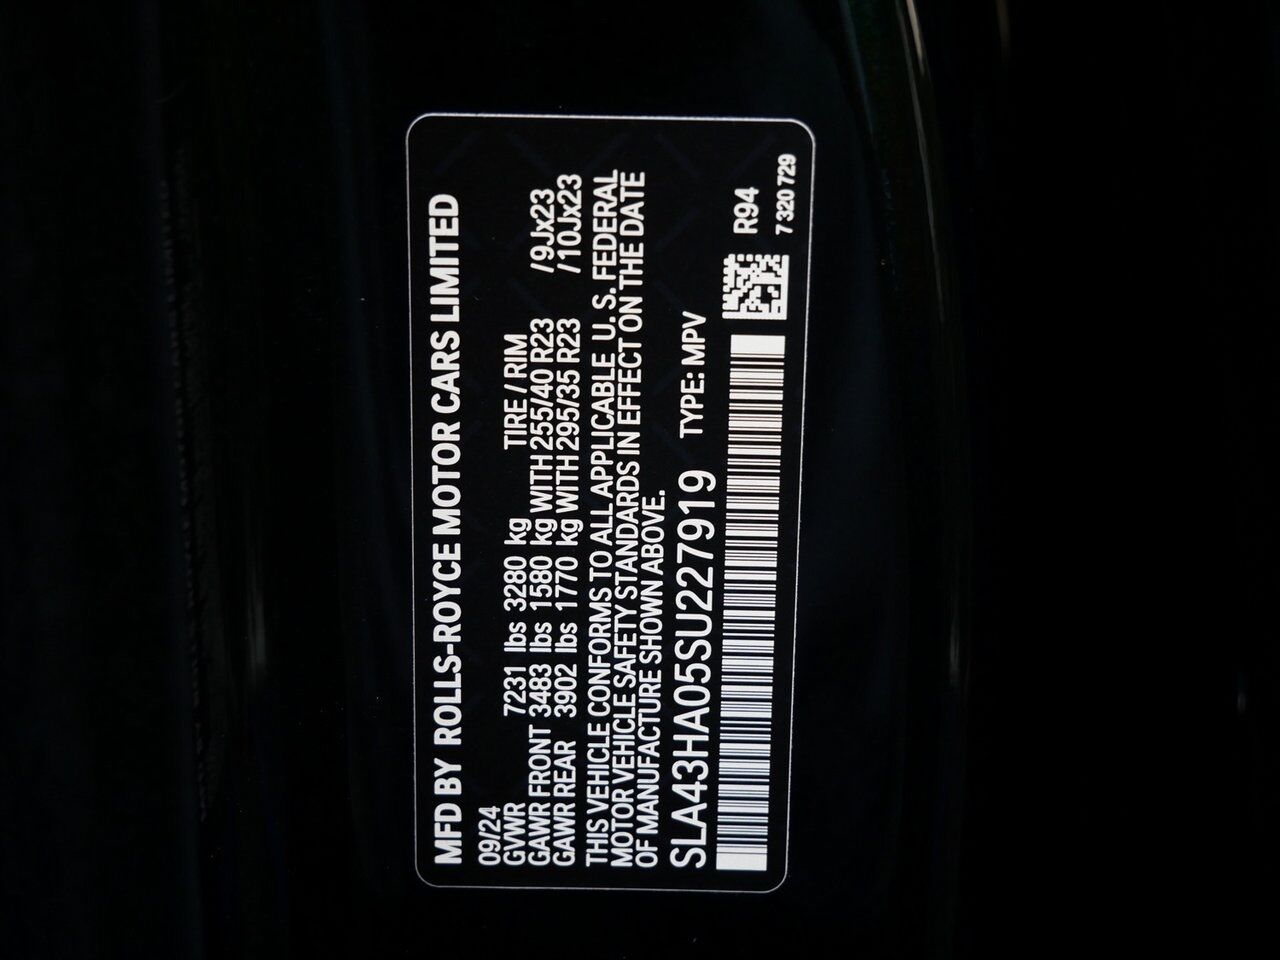 MFD BY ROLLS-ROYCE MOTOR CARS LIMITED
09/24
GVWR 7231 lbs 3280 kg TIRE / RIM
GAWR FRONT 3483 lbs 1580 kg WITH 255/40 R23 /9Jx23
GAWR REAR 3902 lbs 1770 kg WITH 295/35 R23 /10Jx23
THIS VEHICLE CONFORMS TO ALL APPLICABLE U. S. FEDERAL
MOTOR VEHICLE SAFETY STANDARDS IN EFFECT ON THE DATE
OF MANUFACTURE SHOWN ABOVE.
SLA43HA05SU227919 TYPE: MPV
R94
7 320 729